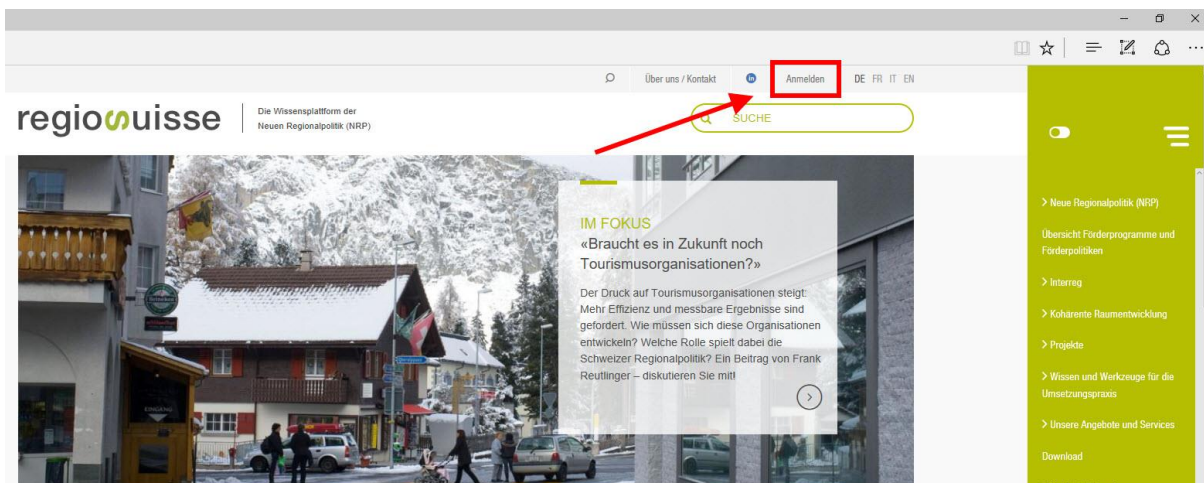 Über uns / Kontakt
in
Anmelden
DE FR IT EN
regiosuisse
Die Wissensplattform der
Neuen Regionalpolitik (NRP)
SUCHE
IM FOKUS
«Braucht es in Zukunft noch
Tourismusorganisationen?»
Der Druck auf Tourismusorganisationen steigt:
Mehr Effizienz und messbare Ergebnisse sind
gefordert. Wie müssen sich diese Organisationen
entwickeln? Welche Rolle spielt dabei die
Schweizer Regionalpolitik? Ein Beitrag von Frank
Reutlinger – diskutieren Sie mit!
EINGANG
Heineken
> Neue Regionalpolitik (NRP)
Übersicht Förderprogramme und
Förderpolitiken
> Interreg
> Kohärente Raumentwicklung
> Projekte
> Wissen und Werkzeuge für die
Umsetzungspraxis
> Unsere Angebote und Services
Download